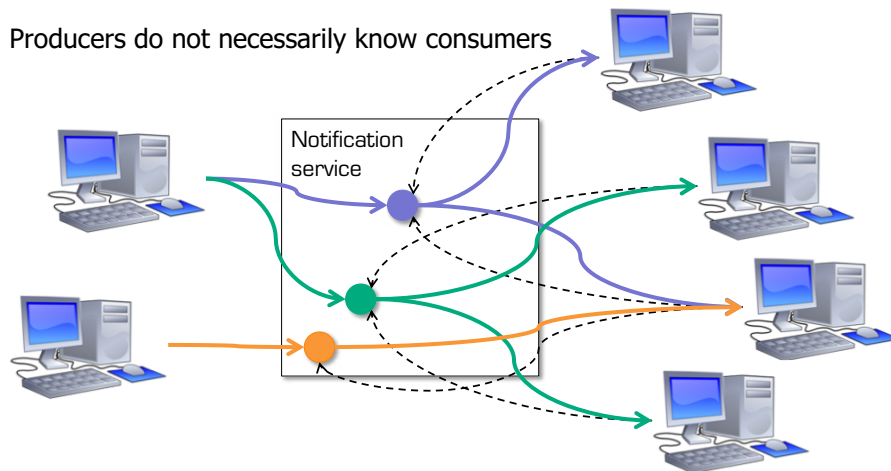 Producers do not necessarily know consumers
Notification
service